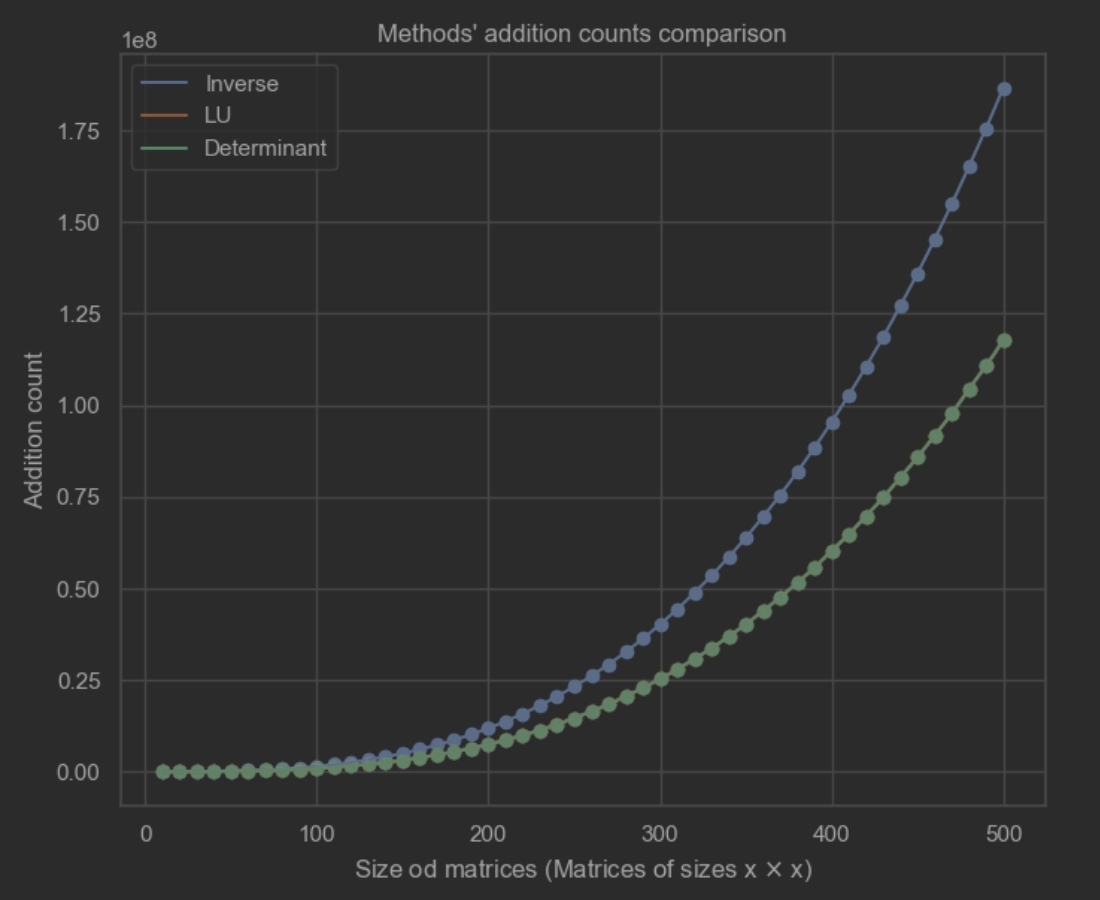 Methods' addition counts comparison
1e8
Inverse
LU
Determinant
1.75
1.50
1.25
1.00
0.75
0.50
0.25
0.00
Addition count
0 100 200 300 400 500
Size od matrices (Matrices of sizes x × x)